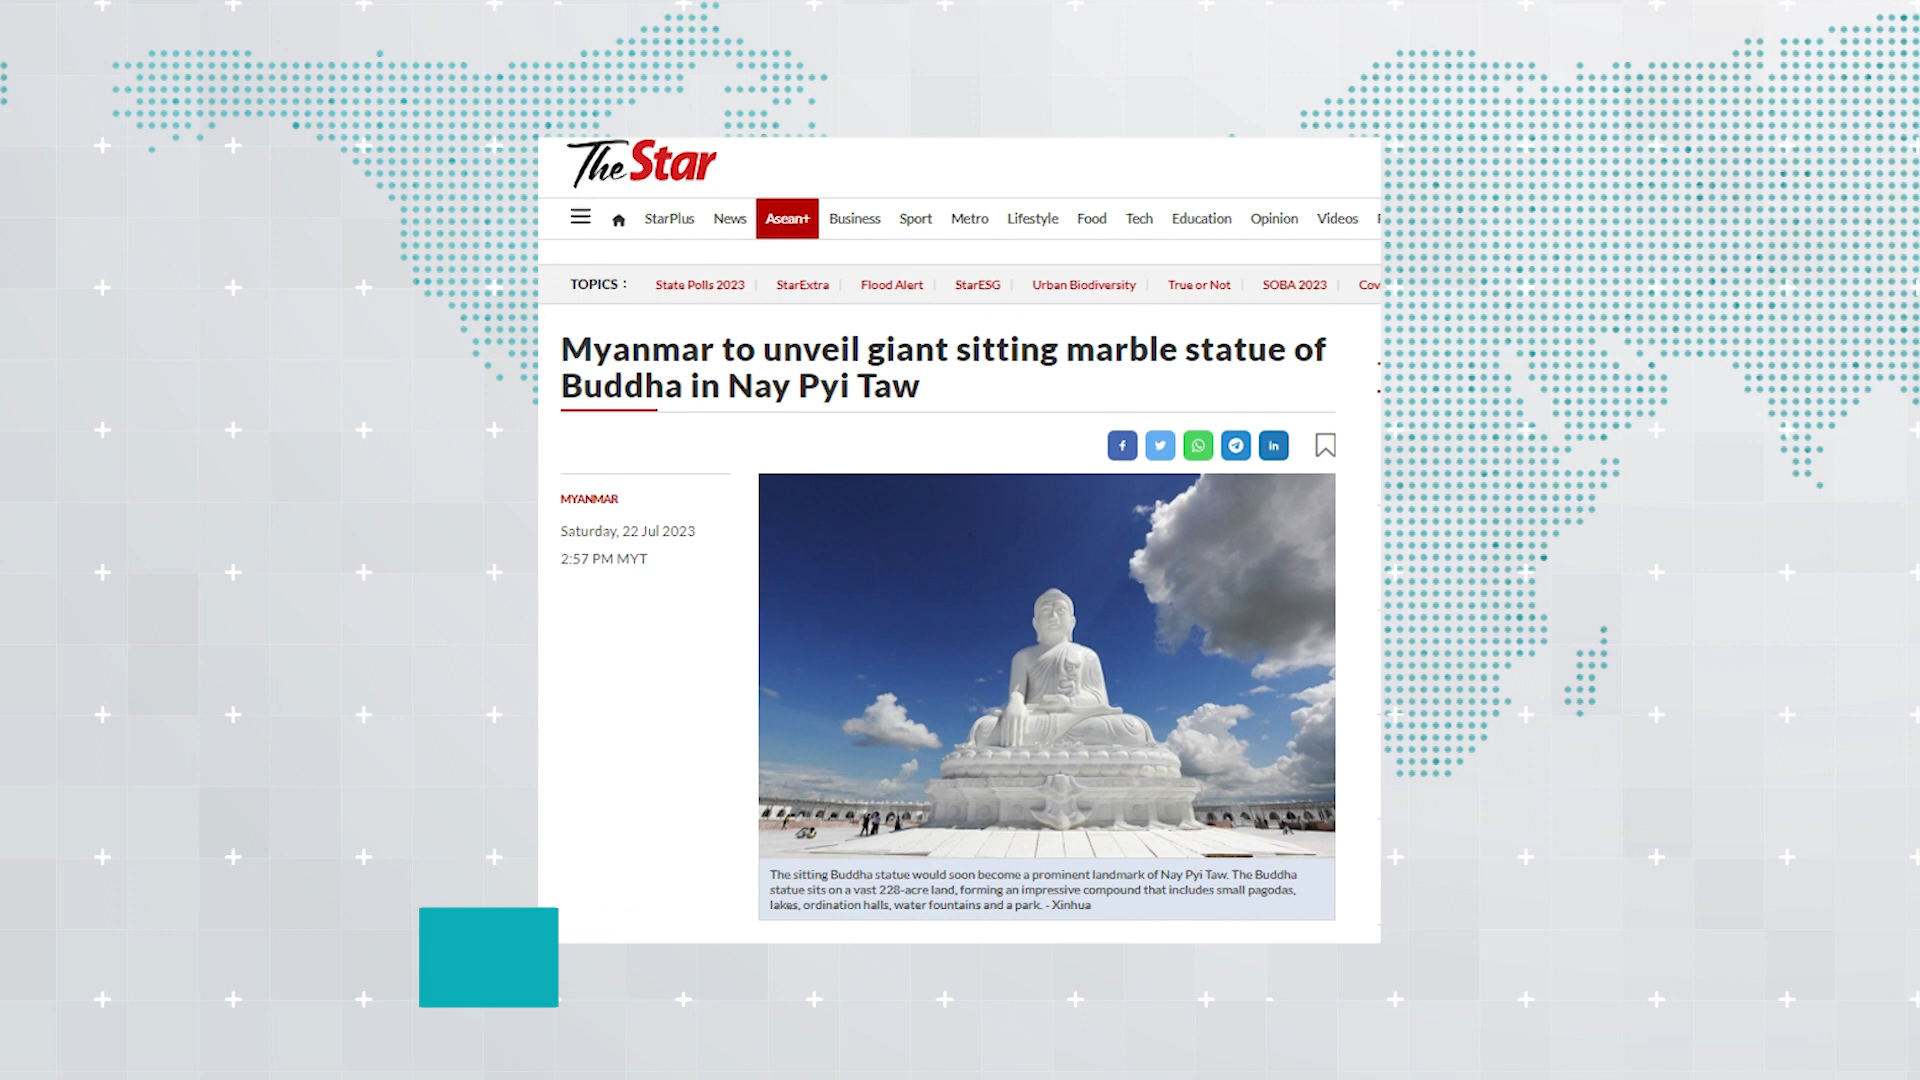 The Star
StarPlus News Asean+ Business Sport Metro Lifestyle Food Tech Education Opinion Videos
TOPICS : State Polls 2023 StarExtra Flood Alert StarESG Urban Biodiversity True or Not SOBA 2023 Cov
Myanmar to unveil giant sitting marble statue of
Buddha in Nay Pyi Taw
MYANMAR
Saturday, 22 Jul 2023
2:57 PM MYT
The sitting Buddha statue would soon become a prominent landmark of Nay Pyi Taw. The Buddha
statue sits on a vast 228-acre land, forming an impressive compound that includes small pagodas,
lakes, ordination halls, water fountains and a park. - Xinhua